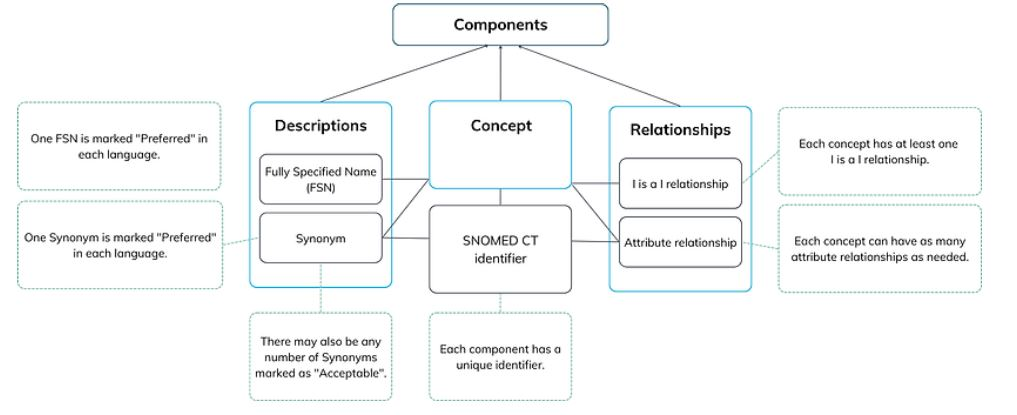 Components
Descriptions
Concept
Relationships
One FSN is marked "Preferred" in
each language.
Fully Specified Name
(FSN)
I is a I relationship
Each concept has at least one
I is a I relationship.
One Synonym is marked "Preferred"
in each language.
Synonym
SNOMED CT
identifier
Attribute relationship
Each concept can have as many
attribute relationships as needed.
There may also be any
number of Synonyms
marked as "Acceptable".
Each component has a
unique identifier.